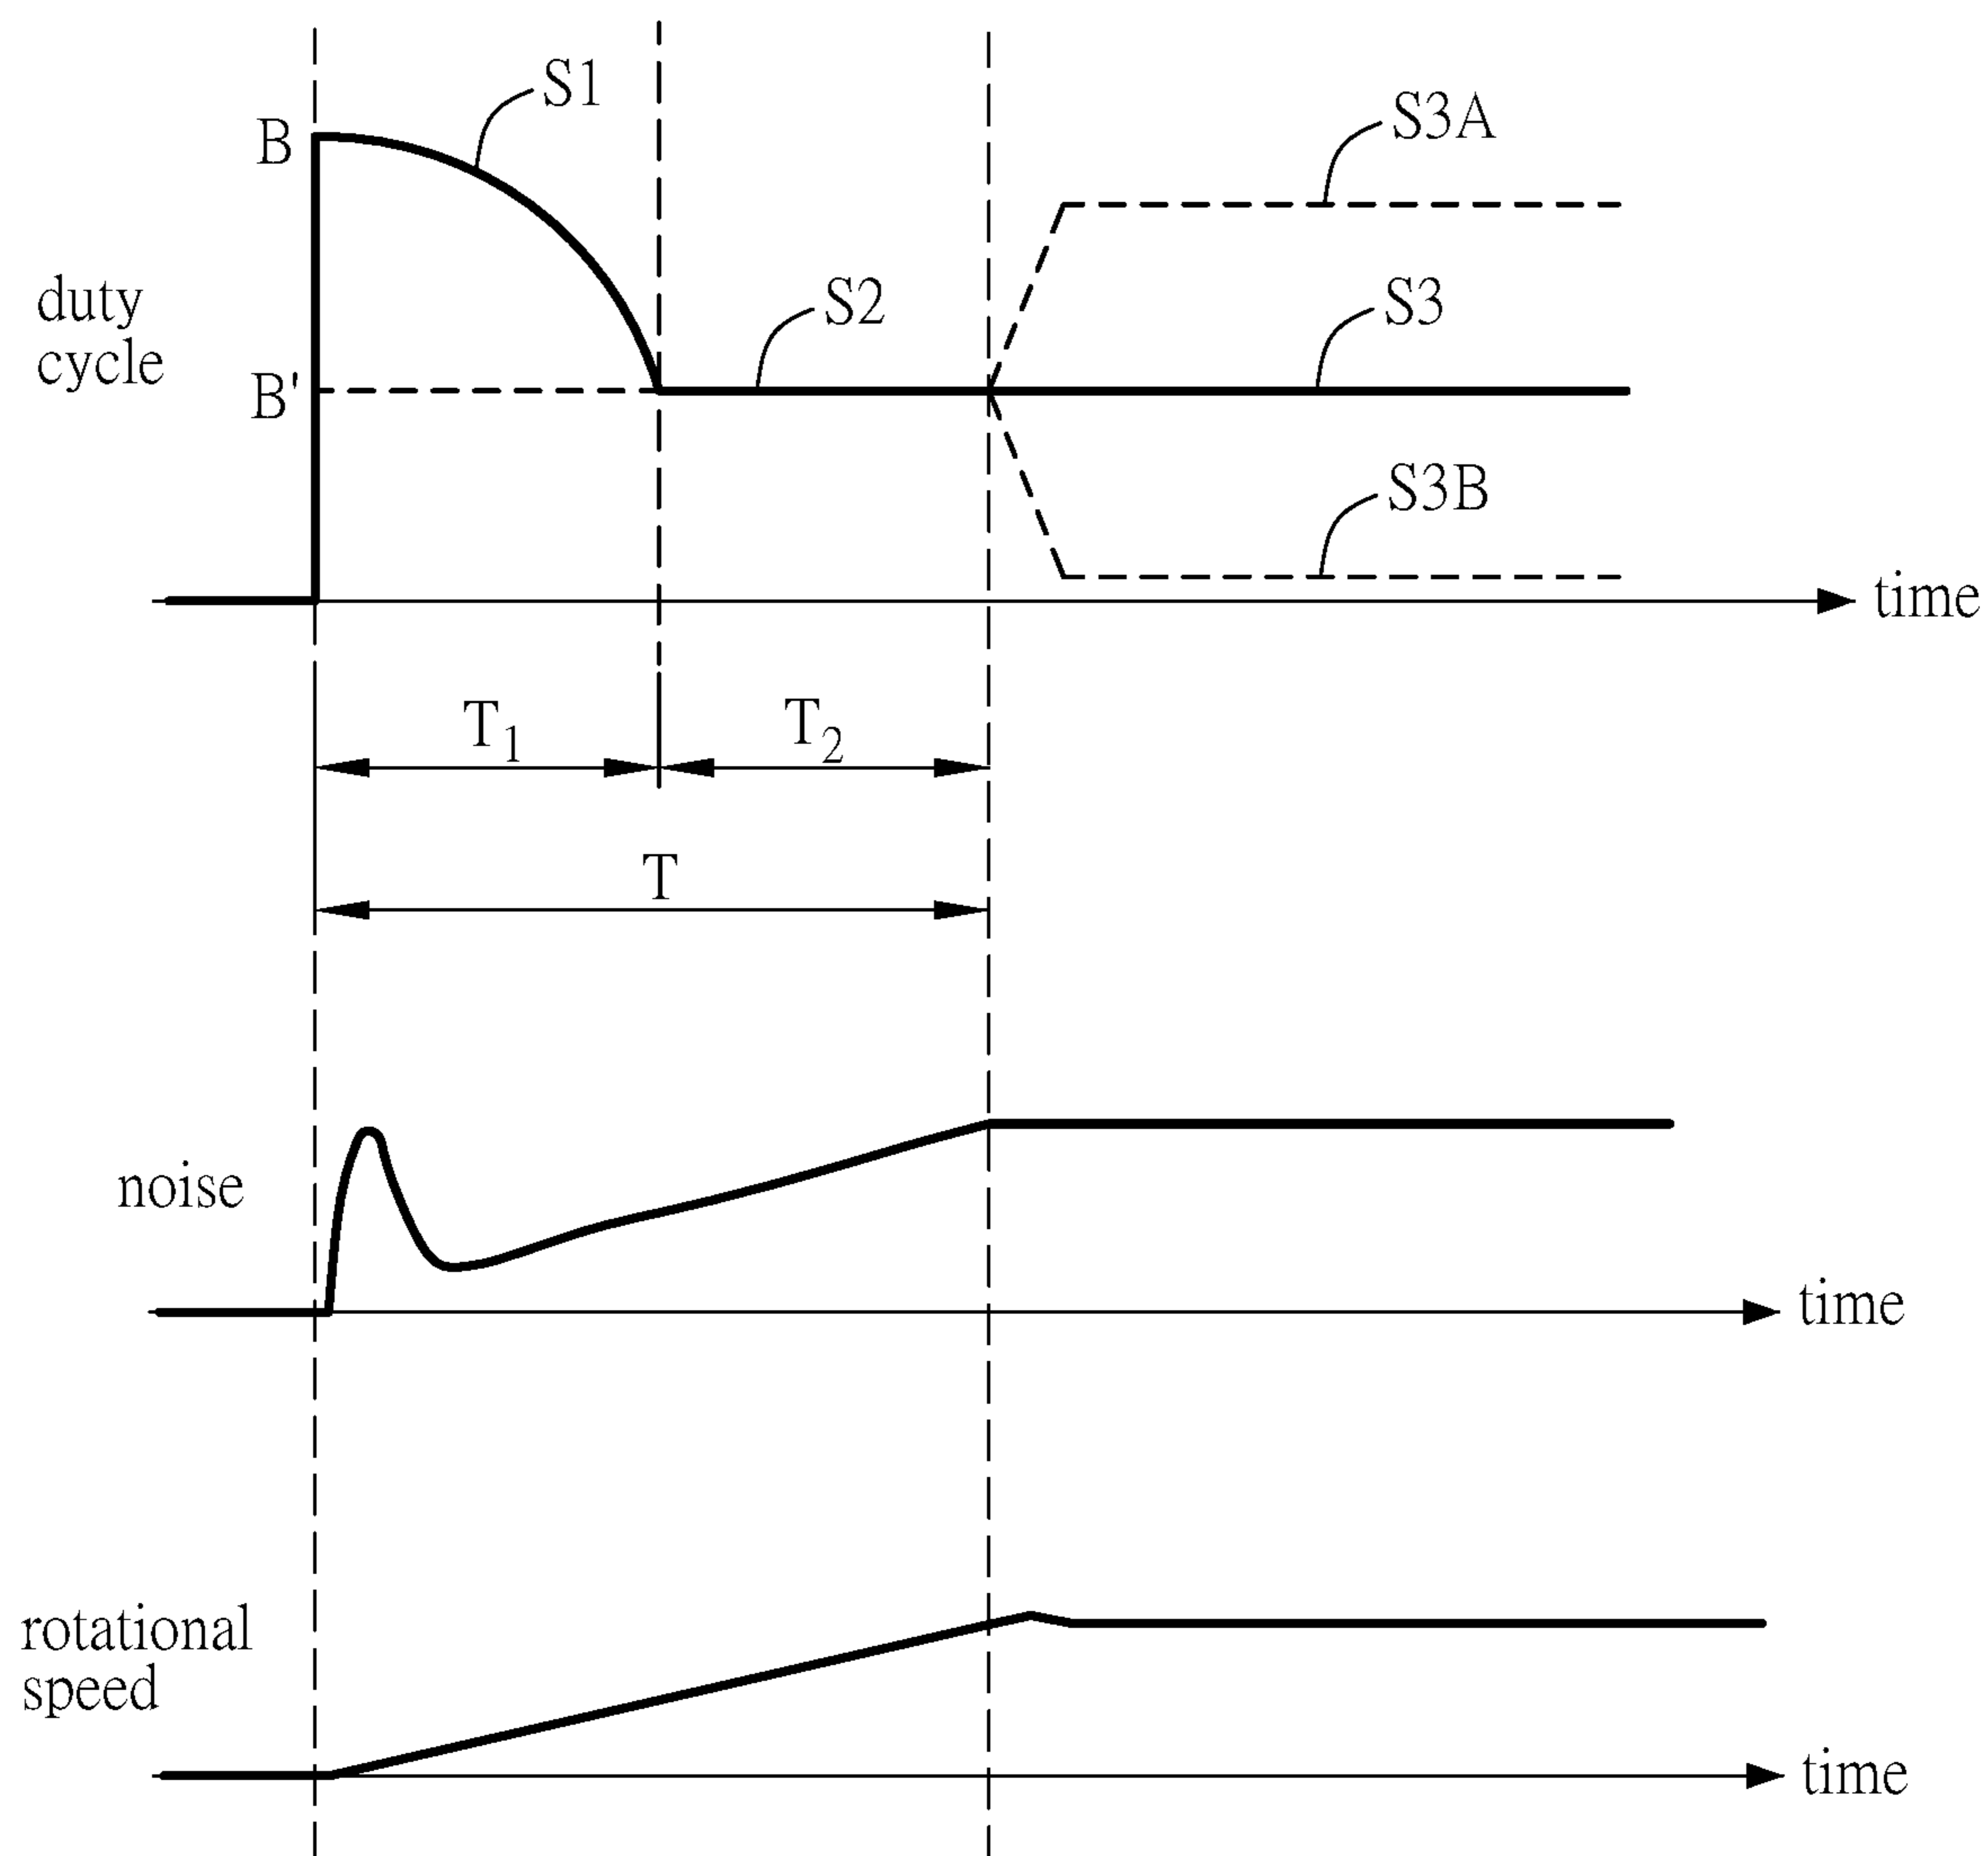 S1
S3A
B
duty
cycle
S2
S3
B'
S3B
time
T1
T2
T
noise
time
rotational
speed
time